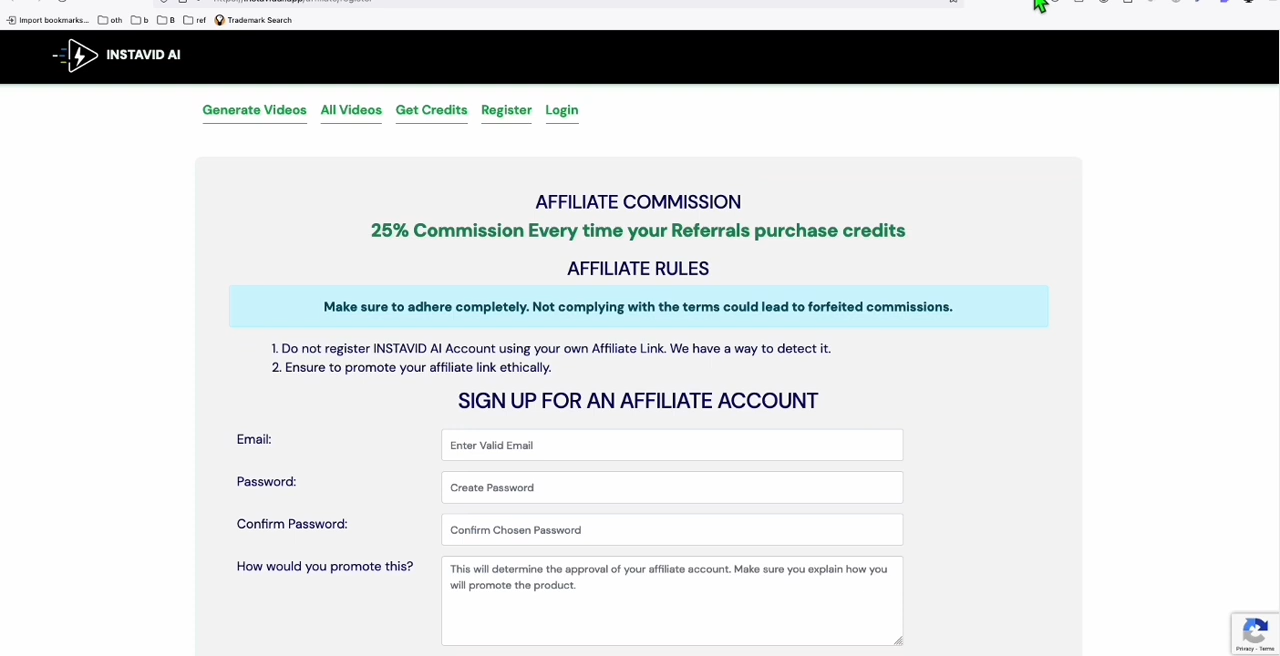 Import bookmarks...
oth
b
B
ref
Trademark Search
INSTAVID AI
Generate Videos
All Videos
Get Credits
Register
Login
AFFILIATE COMMISSION
25% Commission Every time your Referrals purchase credits
AFFILIATE RULES
Make sure to adhere completely. Not complying with the terms could lead to forfeited commissions.
1. Do not register INSTAVID AI Account using your own Affiliate Link. We have a way to detect it.
2. Ensure to promote your affiliate link ethically.
SIGN UP FOR AN AFFILIATE ACCOUNT
Email:
Enter Valid Email
Password:
Create Password
Confirm Password:
Confirm Chosen Password
How would you promote this?
This will determine the approval of your affiliate account. Make sure you explain how you
will promote the product.
Privacy - Terms